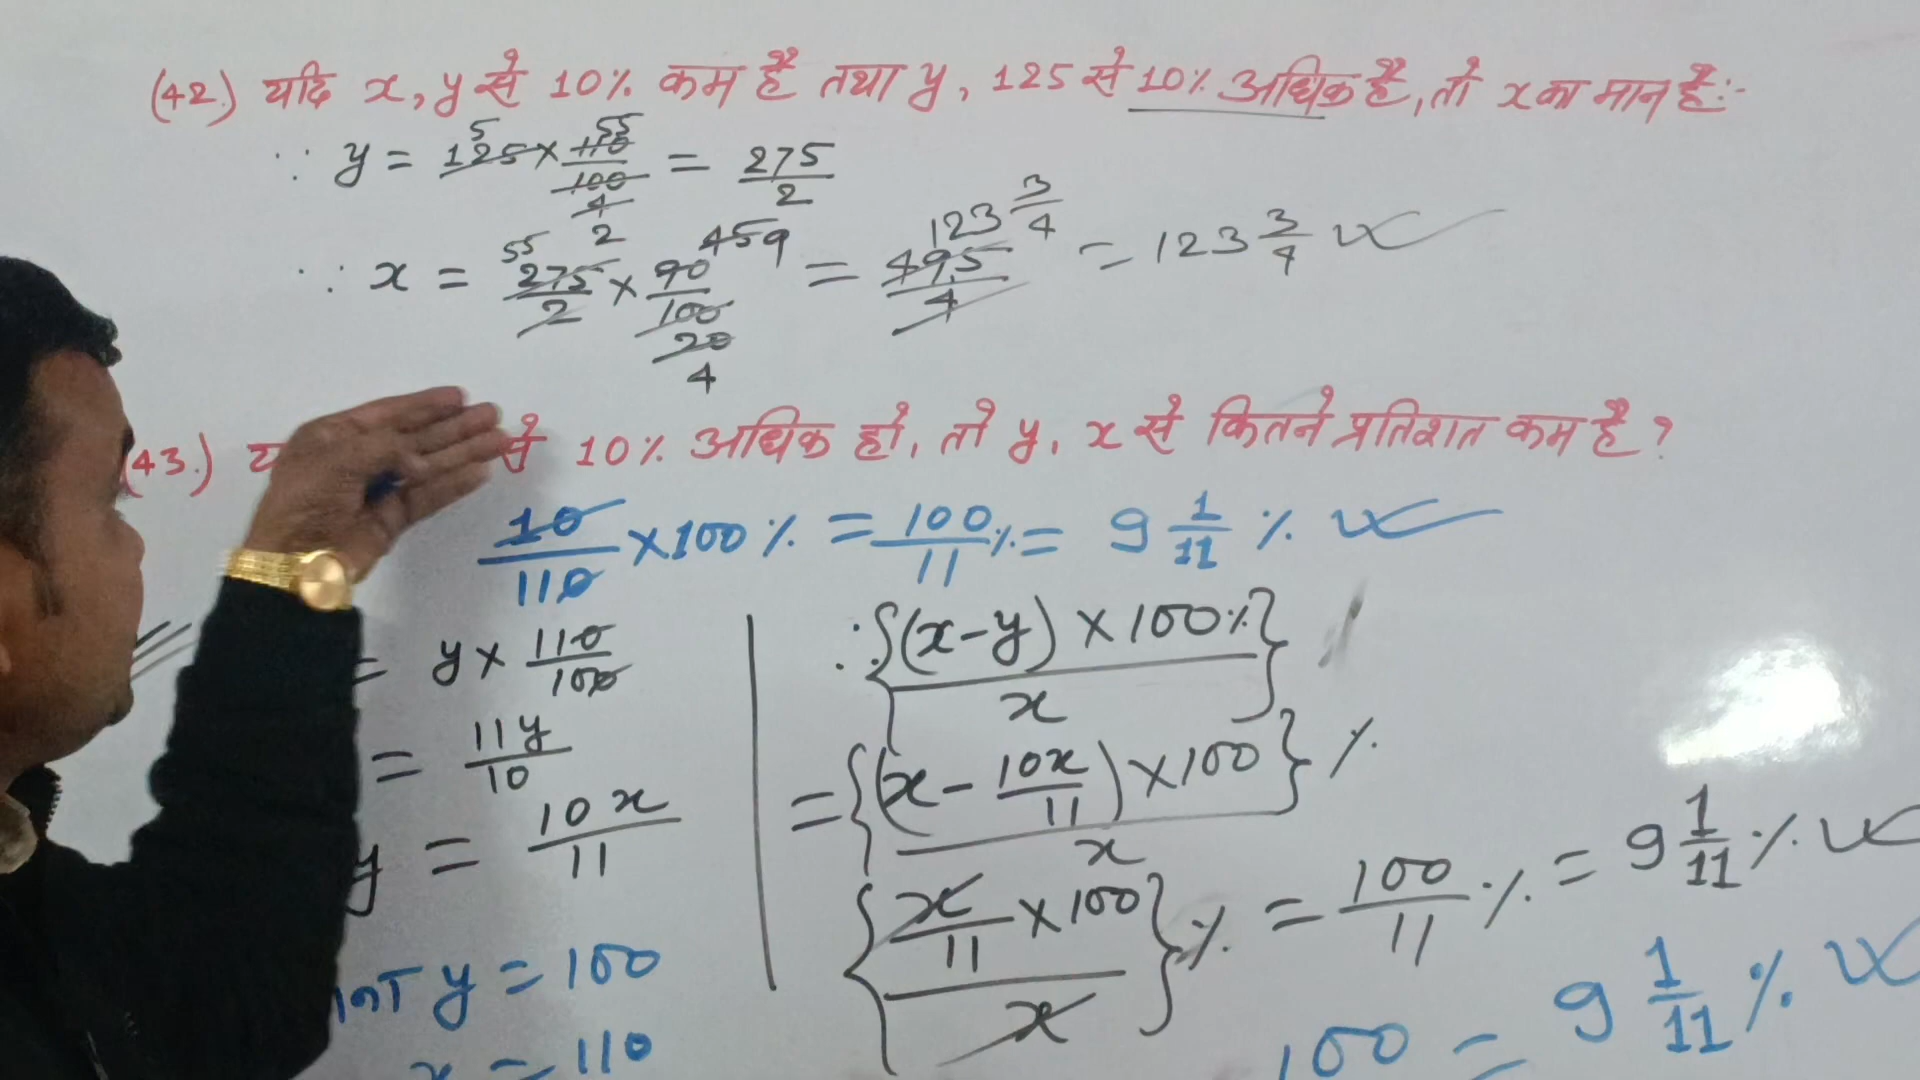 (42.) यदि x, y से 10% कम है तथा y, 125 से 10% अधिक है, तो x का मान है:-
∵ y = 125 × 110/100 = 275/2
∵ x = 275/2 × 90/100 = 495/4 = 123 3/4
(43.) से 10% अधिक हो, तो y, x से कितने प्रतिशत कम है ?
10/110 × 100% = 100/11 % = 9 1/11 %
= y × 110/100
= 11y/10
y = 10x/11
y = 100
x = 110
∴ {(x-y) × 100%/x}
= {(x - 10x/11) × 100/x} %
{x/11 × 100/x} % = 100/11 % = 9 1/11 %
100 = 9 1/11 %